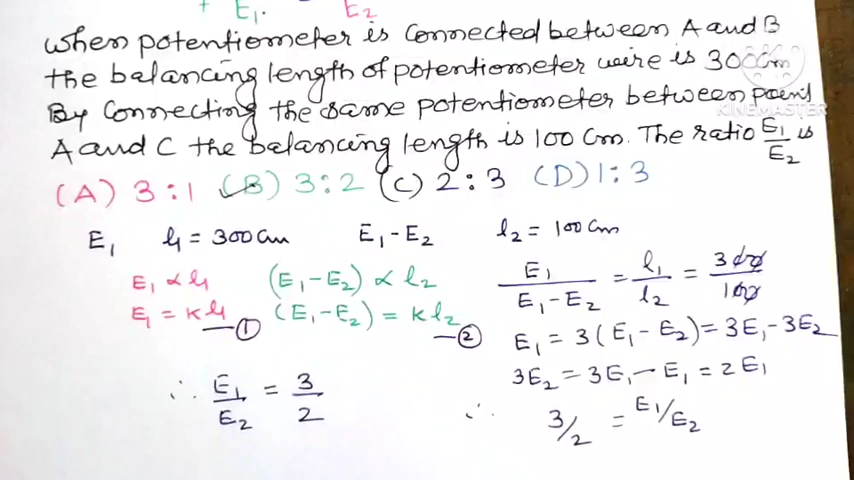 + E₁. E₂
when potentiometer is connected between A and B
the balancing length of potentiometer wire is 300cm
By connecting the same potentiometer between point
KINEMASTER
A and C the balancing length is 100 cm. The ratio E₁/E₂ is
(A) 3:1 (B) 3:2 (C) 2:3 (D) 1:3
E₁ l₁ = 300cm E₁-E₂ l₂ = 100cm
E₁ ∝ l₁ (E₁-E₂) ∝ l₂ E₁/(E₁-E₂) = l₁/l₂ = 300/100
E₁ = Kl₁ —① (E₁-E₂) = Kl₂ —② E₁ = 3(E₁-E₂) = 3E₁-3E₂
3E₂ = 3E₁-E₁ = 2E₁
∴ E₁/E₂ = 3/2 ∴ 3/2 = E₁/E₂